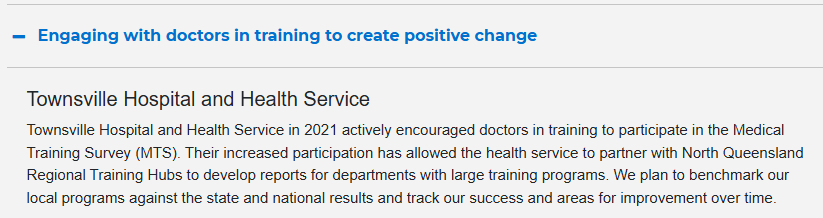 Engaging with doctors in training to create positive change
Townsville Hospital and Health Service
Townsville Hospital and Health Service in 2021 actively encouraged doctors in training to participate in the Medical
Training Survey (MTS). Their increased participation has allowed the health service to partner with North Queensland
Regional Training Hubs to develop reports for departments with large training programs. We plan to benchmark our
local programs against the state and national results and track our success and areas for improvement over time.